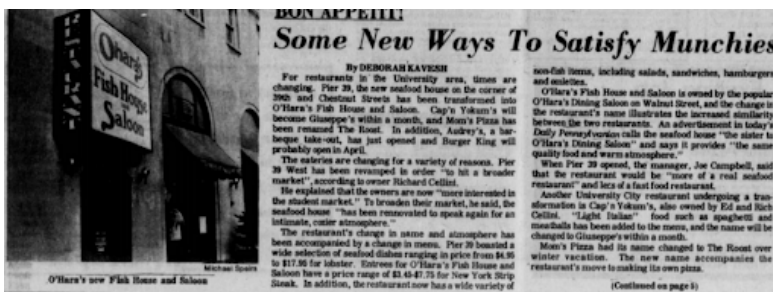 O'hara's
Fish House
and
Saloon
Michael Spairs
O'Hara's new Fish House and Saloon
BON APPETIT!
Some New Ways To Satisfy Munchies
By DEBORAH KAVESH
For restaurants in the University area, times are
changing. Pier 39, the new seafood house on the corner of
39th and Chestnut Streets has been transformed into
O'Hara's Fish House and Saloon. Cap'n Yokum's will
become Giuseppe's within a month, and Mom's Pizza has
been renamed The Roost. In addition, Audrey's, a bar-
beque take-out, has just opened and Burger King will
probably open in April.
The eateries are changing for a variety of reasons. Pier
39 West has been revamped in order "to hit a broader
market", according to owner Richard Cellini.
He explained that the owners are now "more interested in
the student market." To broaden their market, he said, the
seafood house "has been rennovated to speak again for an
intimate, cozier atmosphere."
The restaurant's change in name and atmosphere has
been accompanied by a change in menu. Pier 39 boasted a
wide selection of seafood dishes ranging in price from $4.95
to $17.95 for lobster. Entrees for O'Hara's Fish House and
Saloon have a price range of $3.45-$7.75 for New York Strip
Steak. In addition, the restaurant now has a wide variety of
non-fish items, including salads, sandwiches, hamburgers
and omlettes.
O'Hara's Fish House and Saloon is owned by the popular
O'Hara's Dining Saloon on Walnut Street, and the change in
the restaurant's name illustrates the increased similarity
between the two restaurants. An advertisement in today's
Daily Pennsylvanian calls the seafood house "the sister to
O'Hara's Dining Saloon" and says it provides "the same
quality food and warm atmosphere."
When Pier 39 opened, the manager, Joe Campbell, said
that the restaurant would be "more of a real seafood
restaurant" and less of a fast food restaurant.
Another University City restaurant undergoing a tran-
sformation is Cap'n Yokum's, also owned by Ed and Rich
Cellini. "Light Italian" food such as spaghetti and
meatballs has been added to the menu, and the name will be
changed to Giuseppe's within a month.
Mom's Pizza had its name changed to The Roost over
winter vacation. The new name accompanies the
restaurant's move to making its own pizza.
(Continued on page 5)